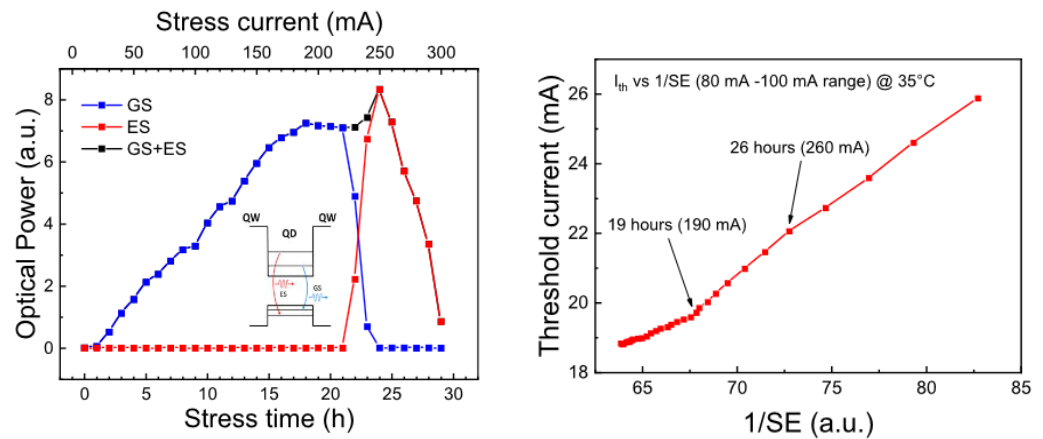 Stress current (mA)
0 50 100 150 200 250 300
Optical Power (a.u.)
8
6
4
2
0
GS
ES
GS+ES
QW QD QW
ES GS
0 5 10 15 20 25 30
Stress time (h)
Threshold current (mA)
26
24
22
20
18
I_th vs 1/SE (80 mA -100 mA range) @ 35°C
26 hours (260 mA)
19 hours (190 mA)
65 70 75 80 85
1/SE (a.u.)